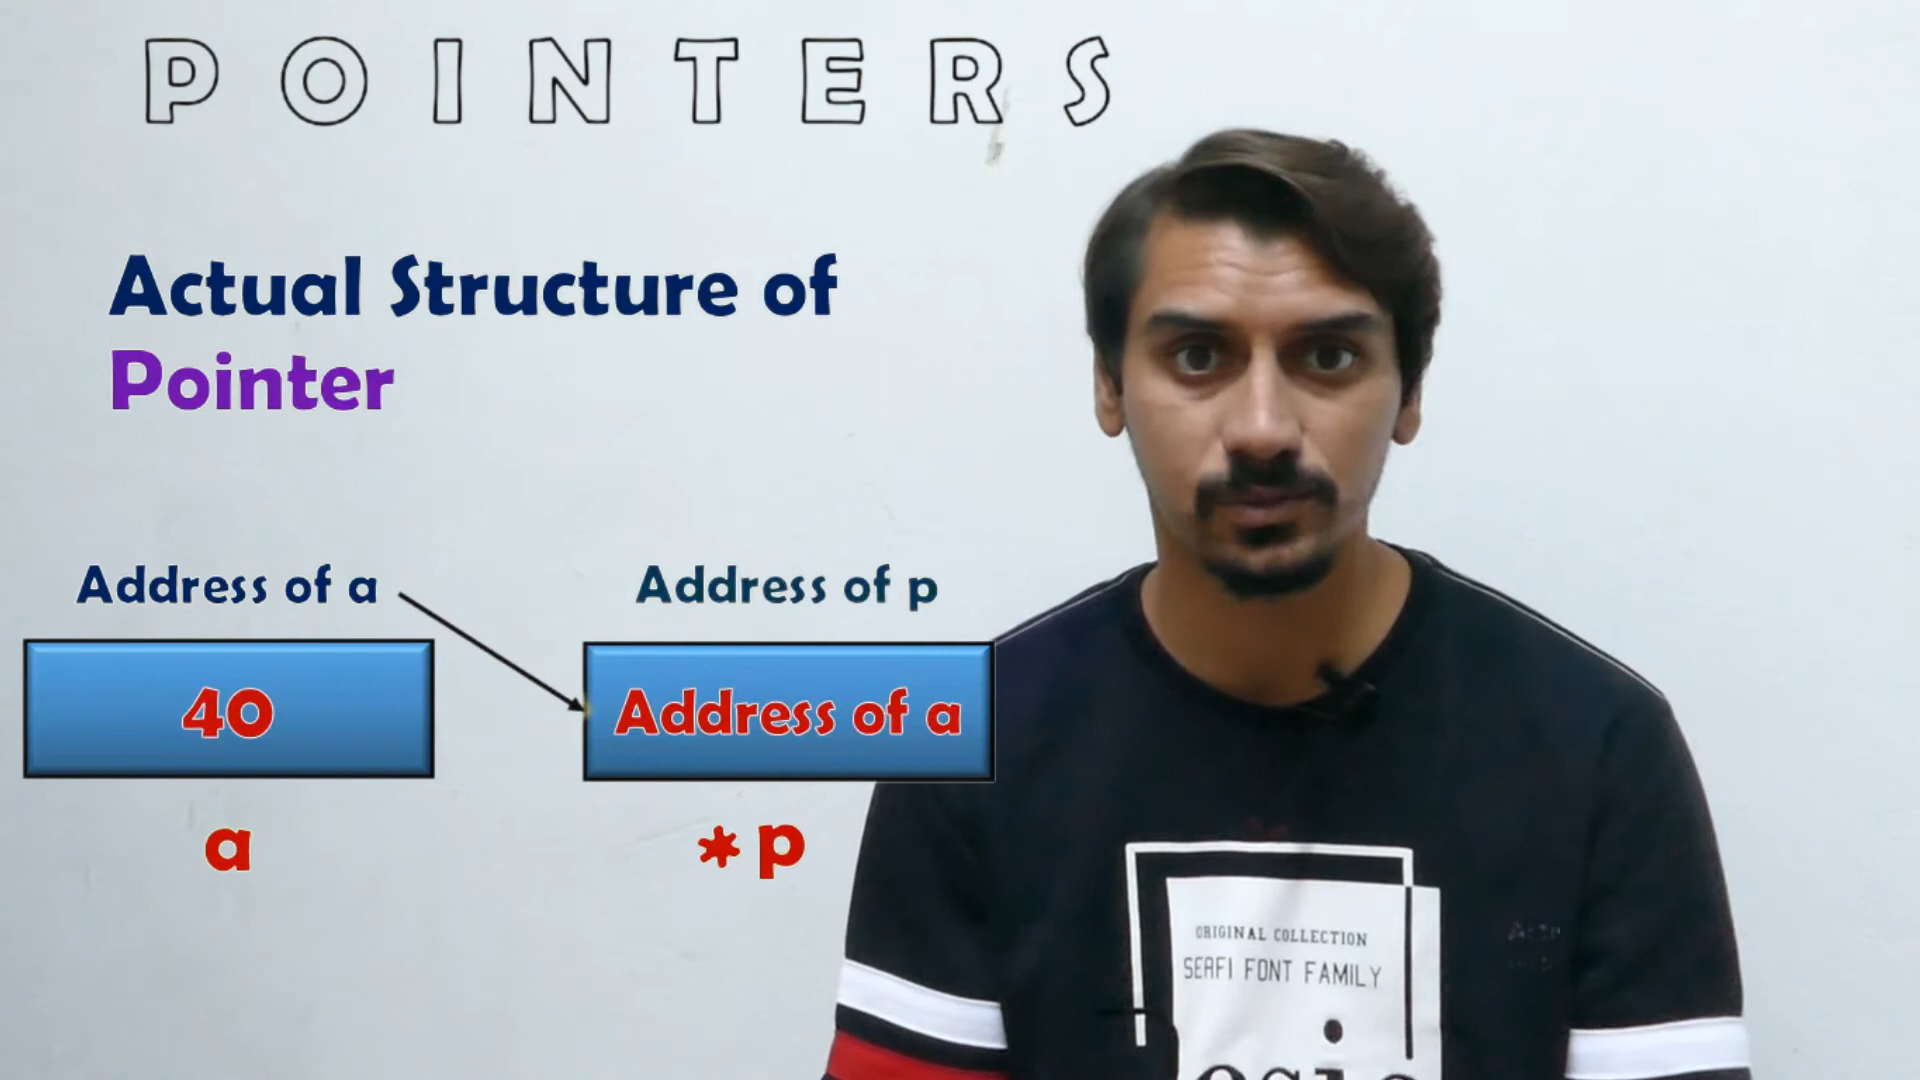 POINTERS
Actual Structure of
Pointer
Address of a
Address of p
40
Address of a
a
* p
ORIGINAL COLLECTION
SERFI FONT FAMILY